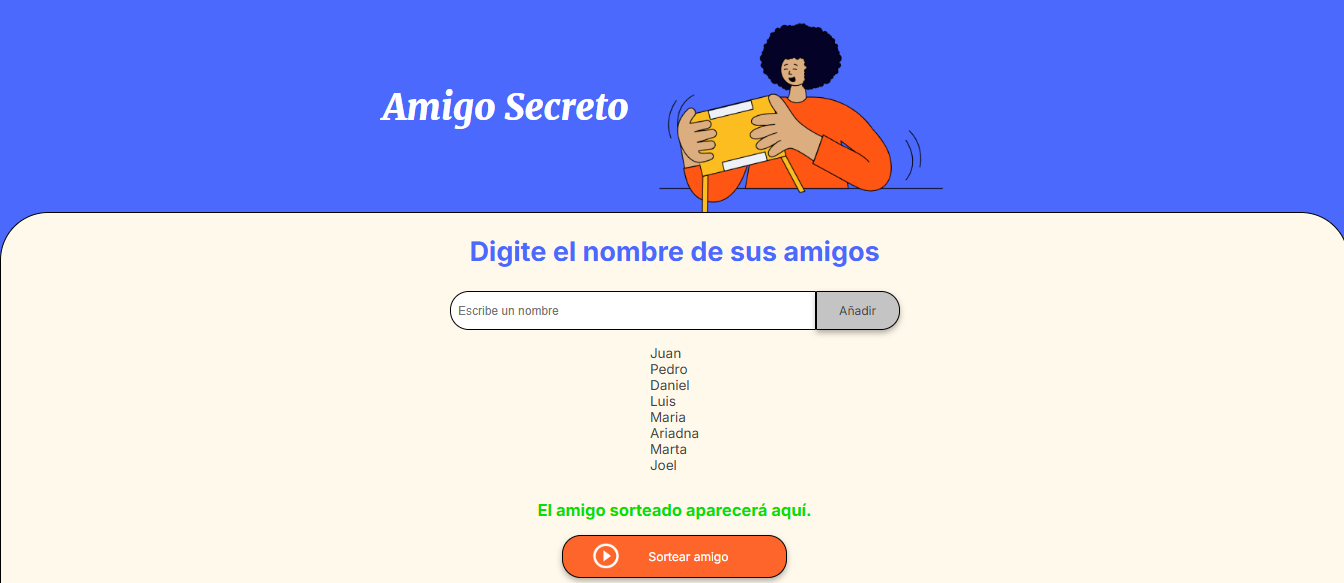 Amigo Secreto
Digite el nombre de sus amigos
Escribe un nombre
Añadir
Juan
Pedro
Daniel
Luis
Maria
Ariadna
Marta
Joel
El amigo sorteado aparecerá aquí.
Sortear amigo